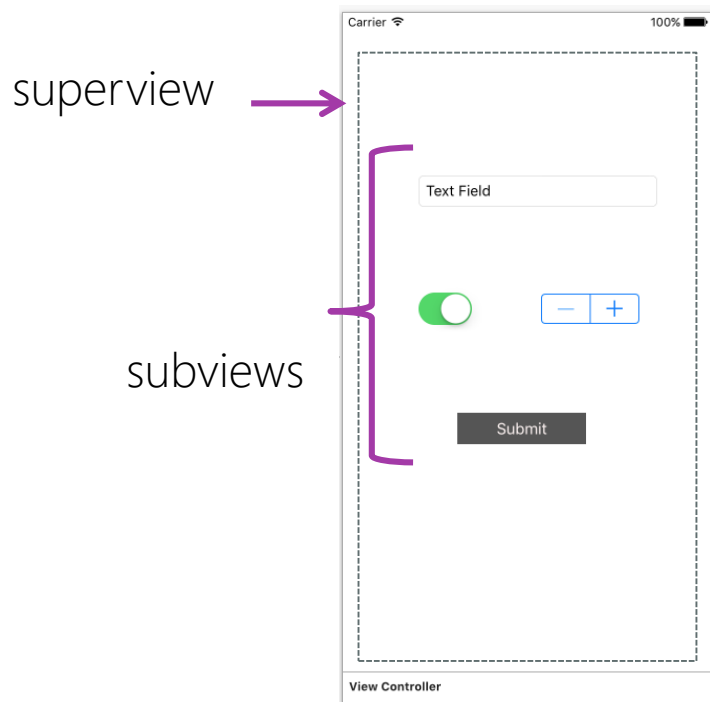 Carrier
100%
superview
Text Field
subviews
Submit
View Controller